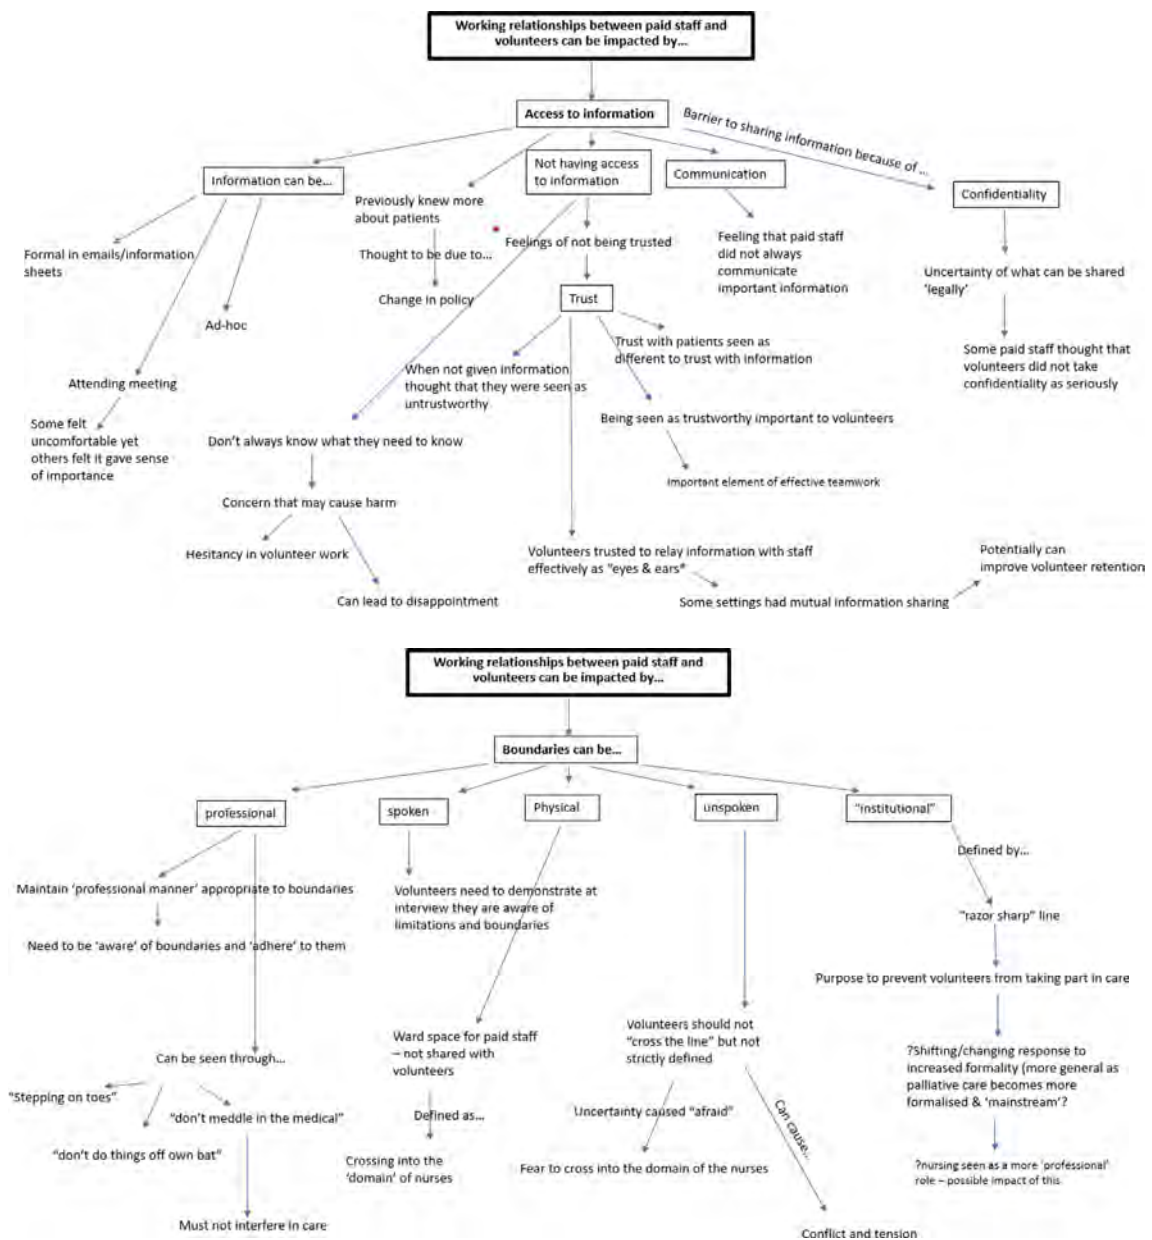 Working relationships between paid staff and
volunteers can be impacted by...
Access to information
Barrier to sharing information because of ...
Information can be...
Not having access
to information
Communication
Confidentiality
Previously knew more
about patients
Formal in emails/information
sheets
Thought to be due to...
Feelings of not being trusted
Feeling that paid staff
did not always
communicate
important information
Uncertainty of what can be shared
‘legally’
Change in policy
Trust
Ad-hoc
Trust with patients seen as
different to trust with information
Some paid staff thought that
volunteers did not take
confidentiality as seriously
Attending meeting
When not given information
thought that they were seen as
untrustworthy
Some felt
uncomfortable yet
others felt it gave sense
of importance
Being seen as trustworthy important to volunteers
Don’t always know what they need to know
Important element of effective teamwork
Concern that may cause harm
Hesitancy in volunteer work
Volunteers trusted to relay information with staff
effectively as “eyes & ears”
Potentially can
improve volunteer retention
Can lead to disappointment
Some settings had mutual information sharing
Working relationships between paid staff and
volunteers can be impacted by...
Boundaries can be...
professional
spoken
Physical
unspoken
“institutional”
Defined by...
Maintain ‘professional manner’ appropriate to boundaries
Volunteers need to demonstrate at
interview they are aware of
limitations and boundaries
“razor sharp” line
Need to be ‘aware’ of boundaries and ‘adhere’ to them
Purpose to prevent volunteers from taking part in care
Ward space for paid staff
– not shared with
volunteers
Volunteers should not
“cross the line” but not
strictly defined
Can be seen through...
?Shifting/changing response to
increased formality (more general as
palliative care becomes more
formalised & ‘mainstream’?
“Stepping on toes”
“don’t meddle in the medical”
Defined as...
Uncertainty caused “afraid”
Can cause...
“don’t do things off own bat”
Crossing into the
‘domain’ of nurses
Fear to cross into the domain of the nurses
?nursing seen as a more ‘professional’
role – possible impact of this
Must not interfere in care
Conflict and tension